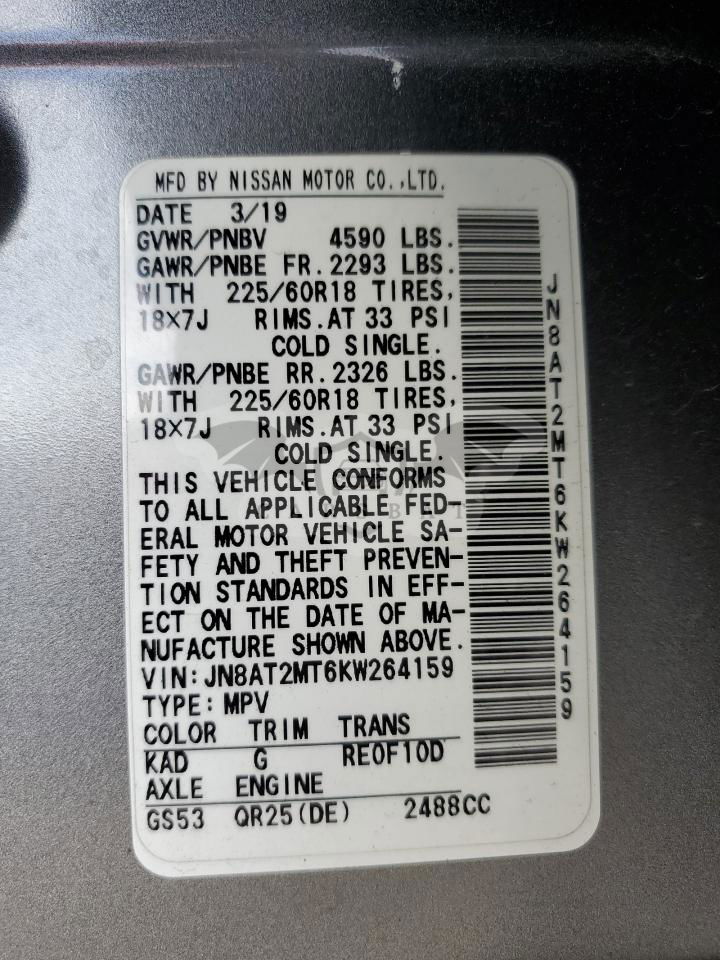 MFD BY NISSAN MOTOR CO.,LTD.
DATE 3/19
GVWR/PNBV 4590 LBS.
GAWR/PNBE FR.2293 LBS.
WITH 225/60R18 TIRES,
18X7J RIMS.AT 33 PSI
COLD SINGLE.
GAWR/PNBE RR.2326 LBS.
WITH 225/60R18 TIRES,
18X7J RIMS.AT 33 PSI
COLD SINGLE.
THIS VEHICLE CONFORMS
TO ALL APPLICABLE FED-
ERAL MOTOR VEHICLE SA-
FETY AND THEFT PREVEN-
TION STANDARDS IN EFF-
ECT ON THE DATE OF MA-
NUFACTURE SHOWN ABOVE.
VIN:JN8AT2MT6KW264159
TYPE:MPV
COLOR TRIM TRANS
KAD G RE0F10D
AXLE ENGINE
GS53 QR25(DE) 2488CC
JN8AT2MT6KW264159